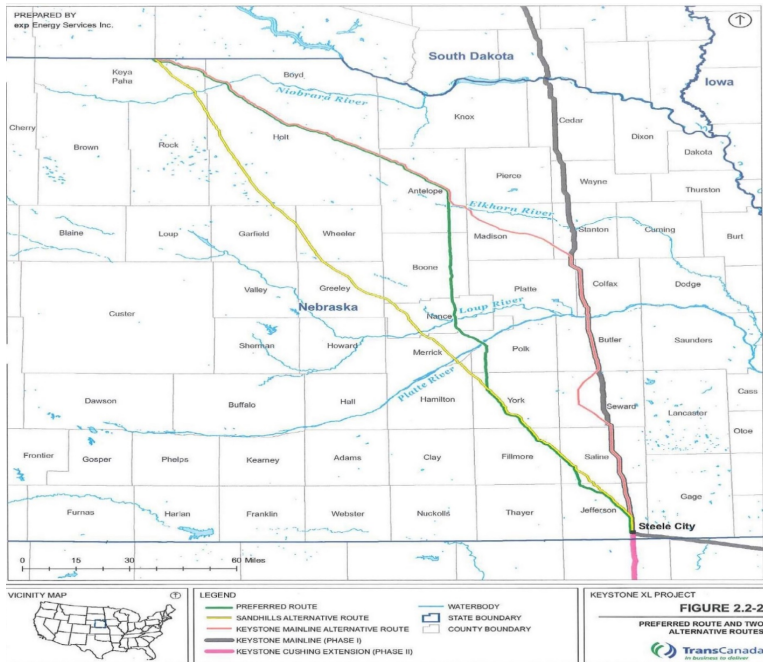 PREPARED BY
exp Energy Services Inc.
South Dakota
Iowa
Keya
Paha
Boyd
Niobrara River
Knox
Cedar
Dixon
Dakota
Cherry
Brown
Rock
Holt
Antelope
Pierce
Wayne
Thurston
Elkhorn River
Blaine
Loup
Garfield
Wheeler
Madison
Stanton
Cuming
Burt
Boone
Valley
Greeley
Platte
Colfax
Dodge
Custer
Nebraska
Loup River
Nance
Sherman
Howard
Merrick
Polk
Butler
Saunders
Platte River
Dawson
Buffalo
Hall
Hamilton
York
Seward
Lancaster
Cass
Otoe
Frontier
Gosper
Phelps
Kearney
Adams
Clay
Fillmore
Saline
Gage
Furnas
Harlan
Franklin
Webster
Nuckolls
Thayer
Jefferson
Steele City
0 15 30 60 Miles
VICINITY MAP
LEGEND
PREFERRED ROUTE
SANDHILLS ALTERNATIVE ROUTE
KEYSTONE MAINLINE ALTERNATIVE ROUTE
KEYSTONE MAINLINE (PHASE I)
KEYSTONE CUSHING EXTENSION (PHASE II)
WATERBODY
STATE BOUNDARY
COUNTY BOUNDARY
KEYSTONE XL PROJECT
FIGURE 2.2-2
PREFERRED ROUTE AND TWO
ALTERNATIVE ROUTES
TransCanada
In business to deliver